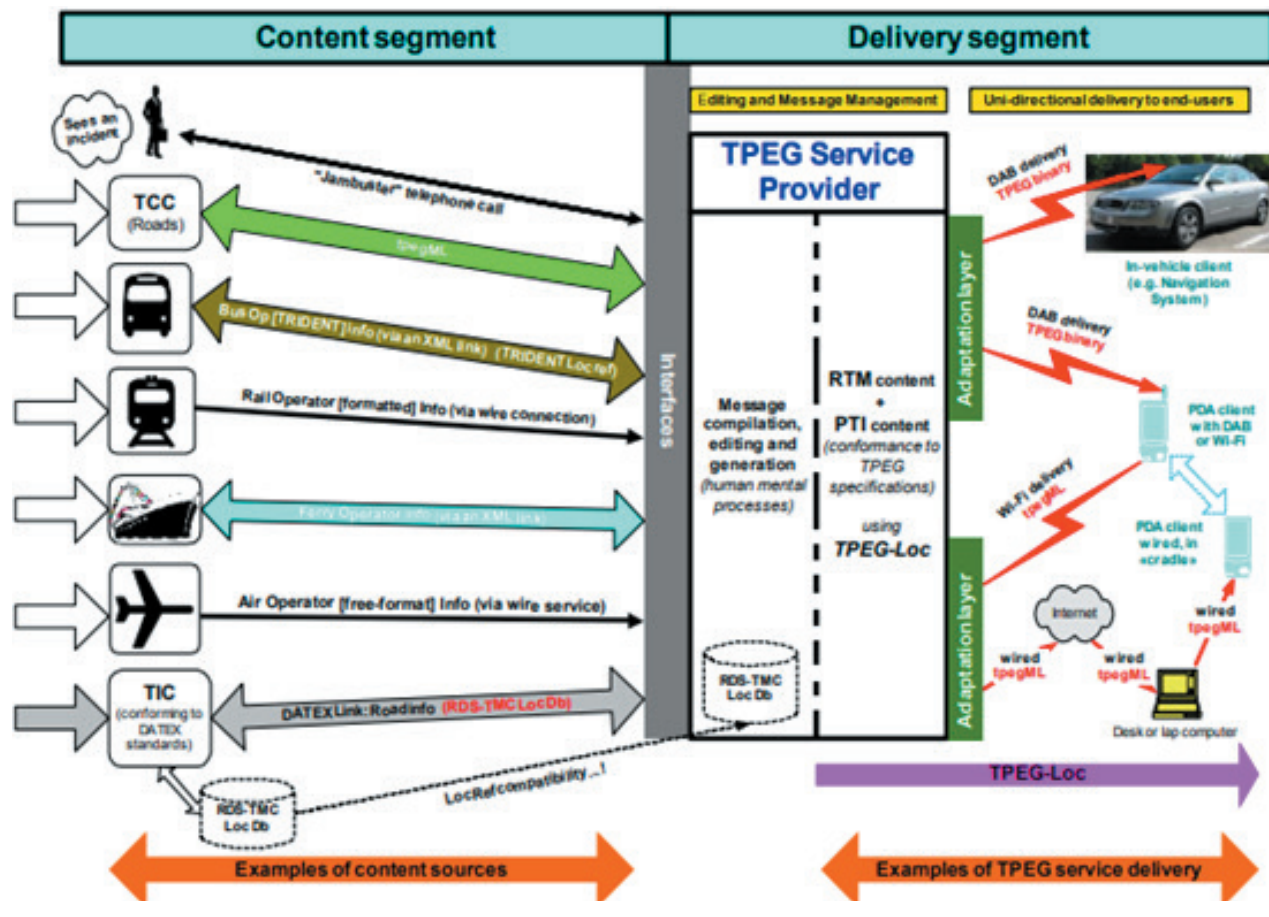 Content segment
Delivery segment
Editing and Message Management
Uni-directional delivery to end-users
Sees an
incident
"Jambuster" telephone call
TCC
(Roads)
tpegML
Bus Op [TRIDENT] Info (via an XML link) (TRIDENT Loc ref)
Rail Operator [formatted] Info (via wire connection)
Ferry Operator info (via an XML link)
Air Operator [free-format] Info (via wire service)
TIC
(conforming to
DATEX
standards)
DATEX Link: Road info (RDS-TMC Loc Db)
RDS-TMC
Loc Db
LocRef compatibility...!
Examples of content sources
Interfaces
TPEG Service
Provider
Message
compilation,
editing and
generation
(human mental
processes)
RDS-TMC
Loc Db
RTM content
+
PTI content
(conformance to
TPEG
specifications)
using
TPEG-Loc
Adaptation layer
Adaptation layer
DAB delivery
TPEG binary
In-vehicle client
(e.g. Navigation
System)
DAB delivery
TPEG binary
PDA client
with DAB
or Wi-Fi
Wi-Fi delivery
tpegML
PDA client
wired, in
«cradle»
Internet
wired
tpegML
wired
tpegML
wired
tpegML
Desk or lap computer
TPEG-Loc
Examples of TPEG service delivery